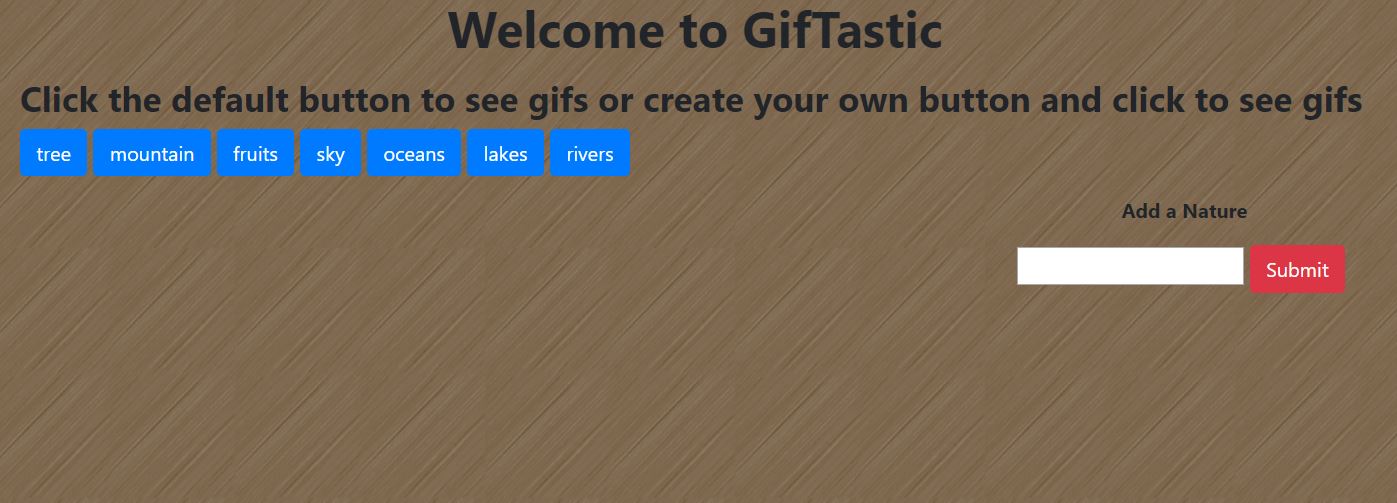 Welcome to GifTastic
Click the default button to see gifs or create your own button and click to see gifs
tree mountain fruits sky oceans lakes rivers
Add a Nature
Submit